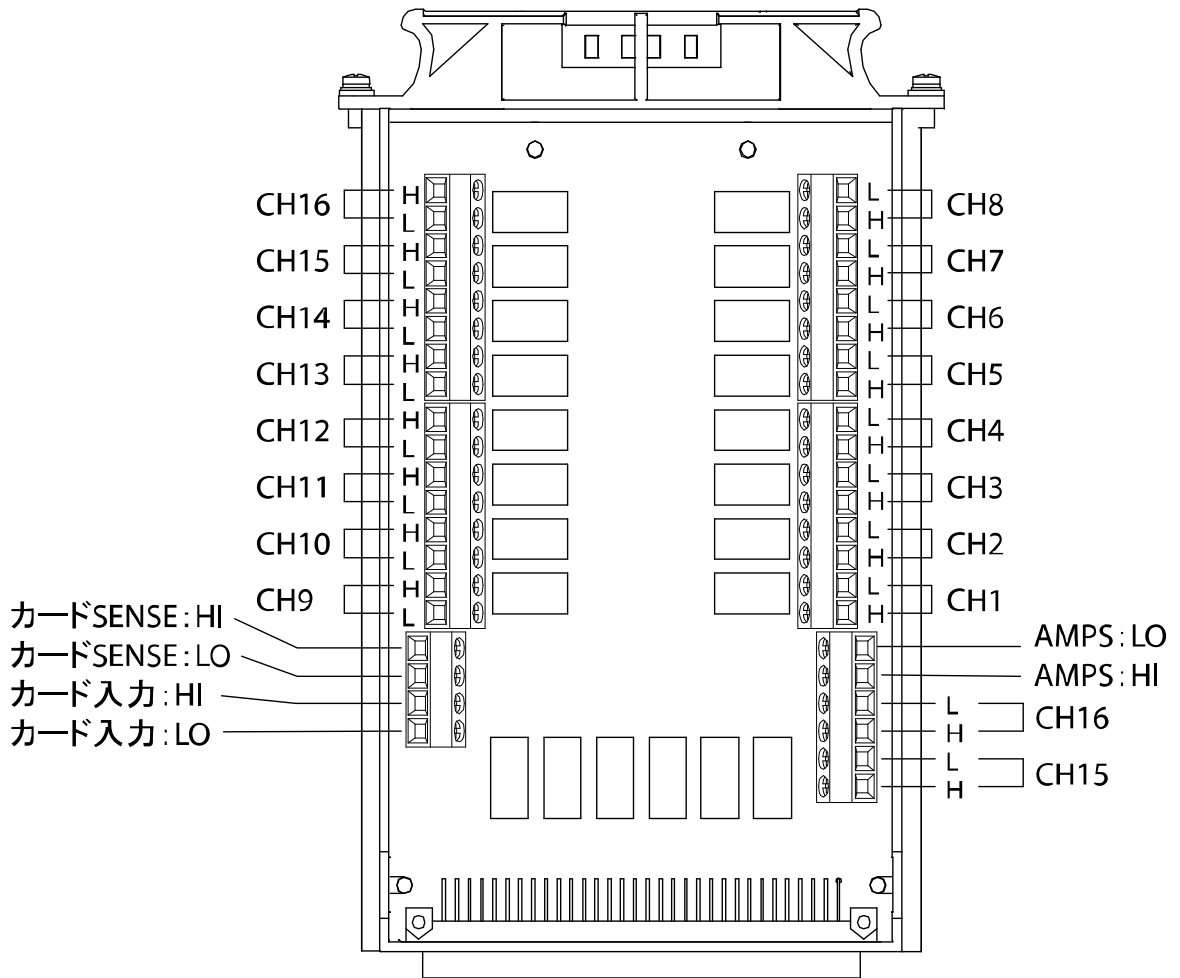 CH16 H
L
CH15 H
L
CH14 H
L
CH13 H
L
CH12 H
L
CH11 H
L
CH10 H
L
CH9 H
L
カードSENSE:HI
カードSENSE:LO
カード入力:HI
カード入力:LO
L CH8
H
L CH7
H
L CH6
H
L CH5
H
L CH4
H
L CH3
H
L CH2
H
L CH1
H
AMPS:LO
AMPS:HI
L CH16
H
L CH15
H